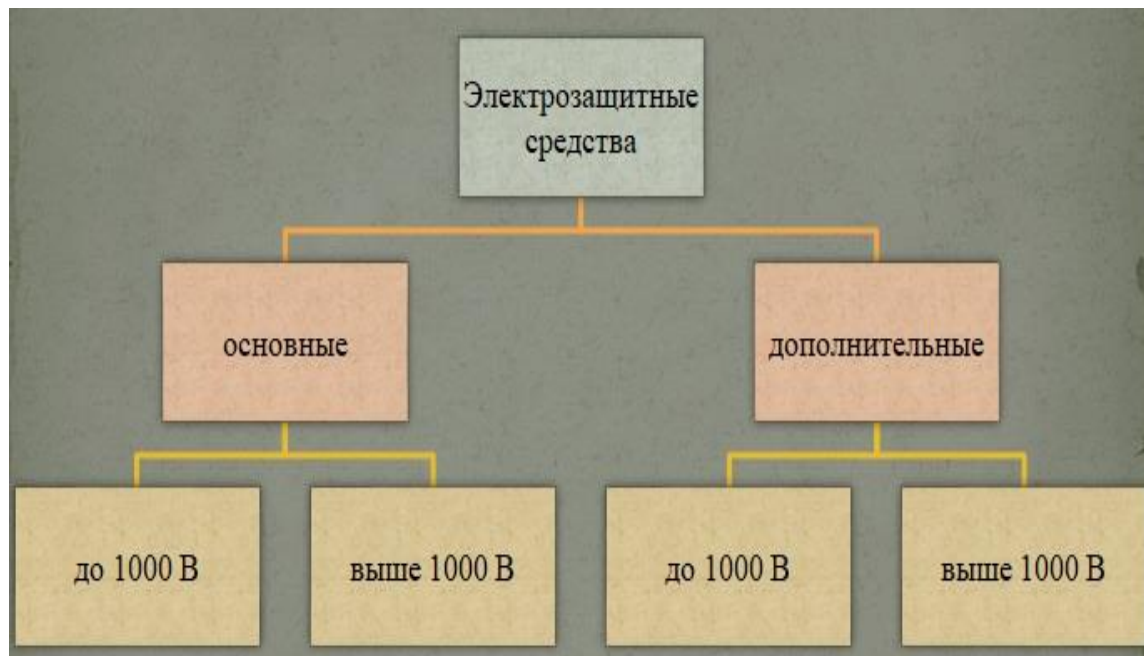 Электрозащитные
средства
основные
дополнительные
до 1000 В
выше 1000 В
до 1000 В
выше 1000 В